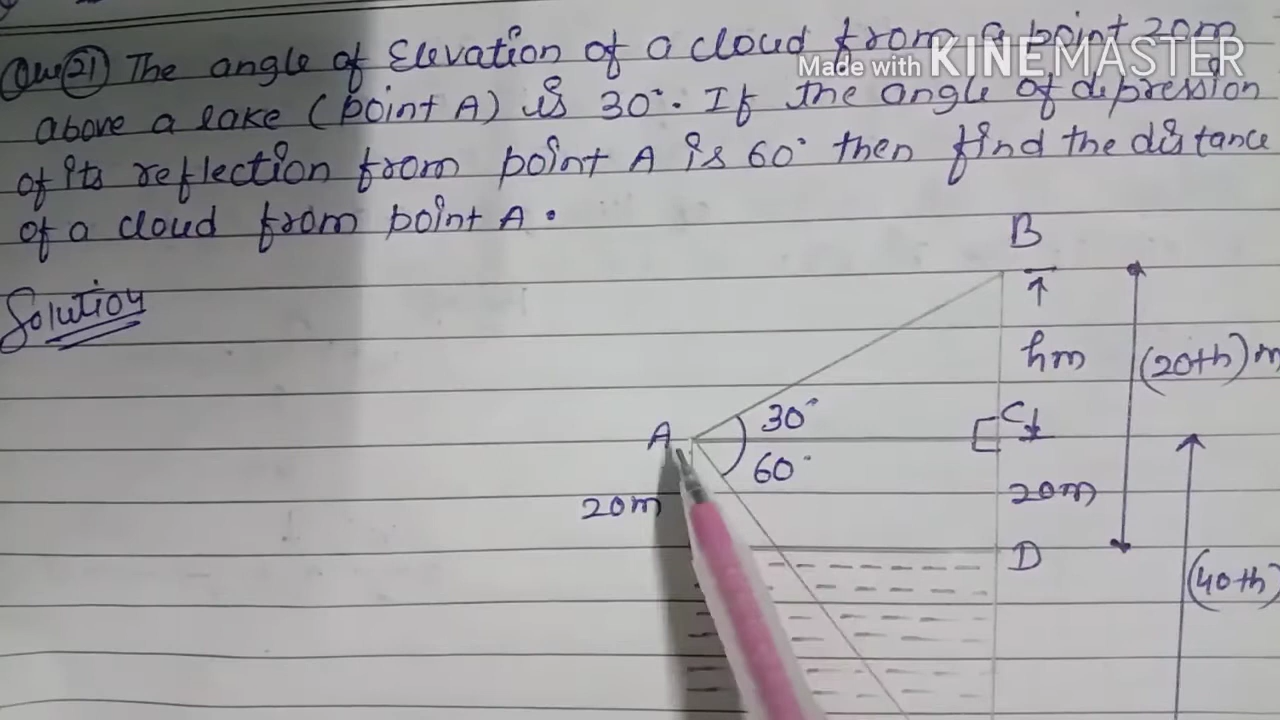 Que 21) The angle of Elevation of a cloud from a point 20m
Made with KINEMASTER
above a lake (point A) is 30°. If the angle of depression
of its reflection from point A is 60° then find the distance
of a cloud from point A.
Solution
B
hm
(20+h)m
30°
C
A
60°
20m
20m
D
(40+h)